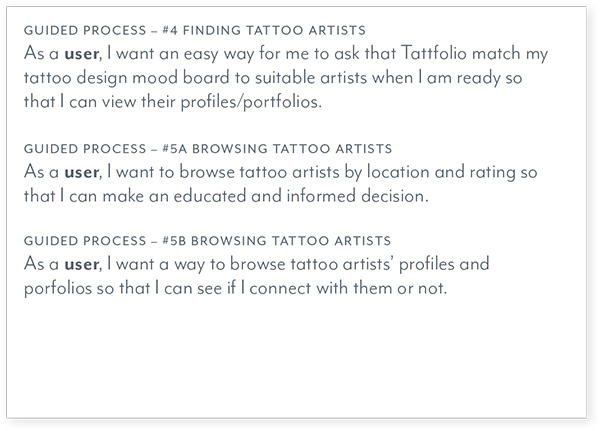 GUIDED PROCESS – #4 FINDING TATTOO ARTISTS
As a user, I want an easy way for me to ask that Tattfolio match my
tattoo design mood board to suitable artists when I am ready so
that I can view their profiles/portfolios.
GUIDED PROCESS – #5A BROWSING TATTOO ARTISTS
As a user, I want to browse tattoo artists by location and rating so
that I can make an educated and informed decision.
GUIDED PROCESS – #5B BROWSING TATTOO ARTISTS
As a user, I want a way to browse tattoo artists’ profiles and
porfolios so that I can see if I connect with them or not.